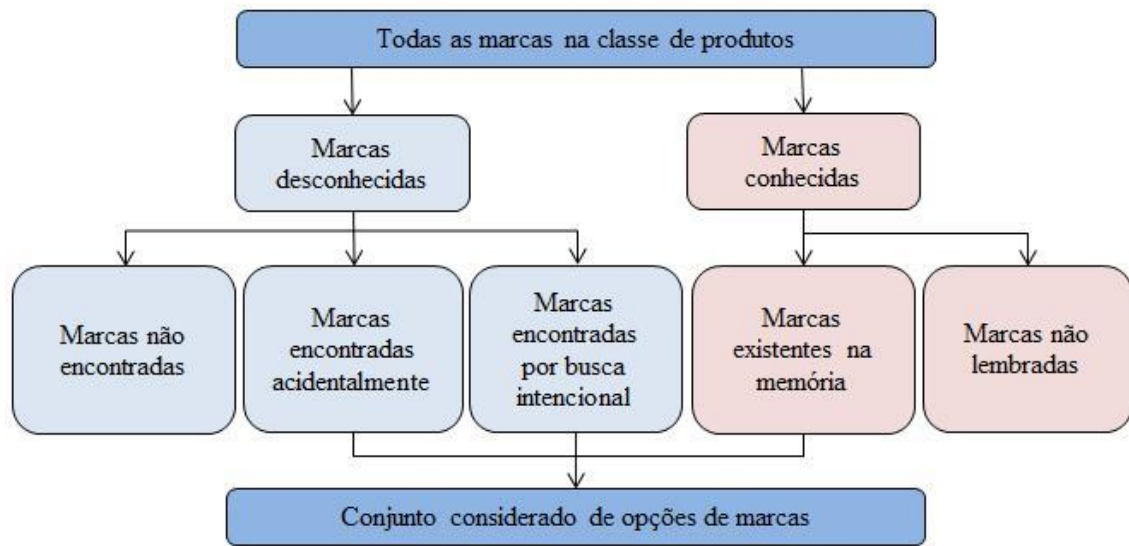 Todas as marcas na classe de produtos
Marcas
desconhecidas
Marcas
conhecidas
Marcas não
encontradas
Marcas
encontradas
acidentalmente
Marcas
encontradas
por busca
intencional
Marcas
existentes na
memória
Marcas não
lembradas
Conjunto considerado de opções de marcas